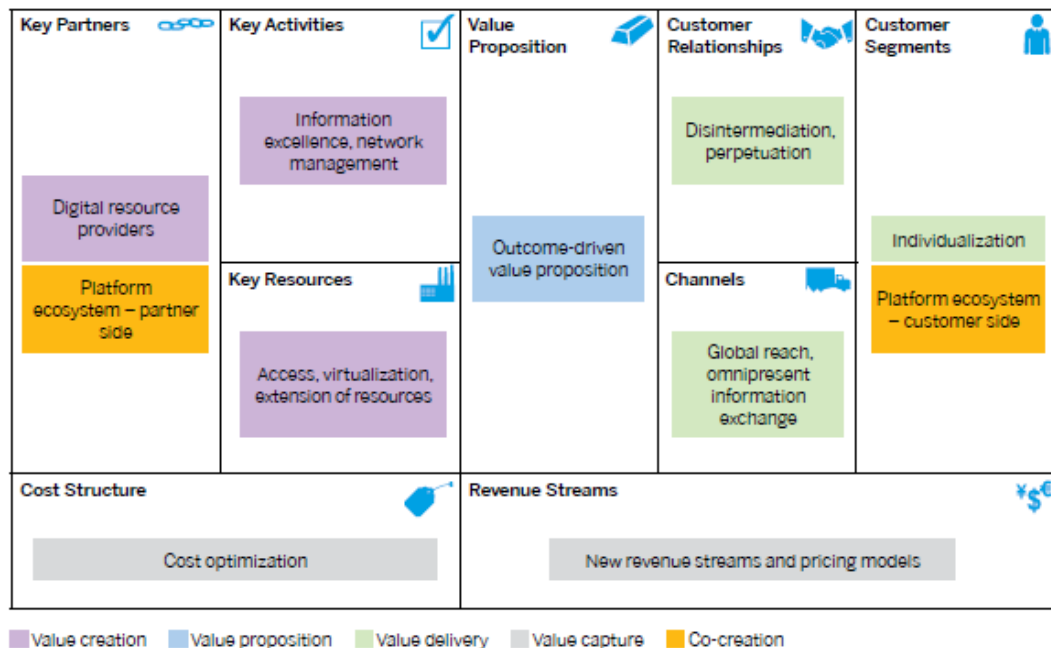 Key Partners
Key Activities
Value
Proposition
Customer
Relationships
Customer
Segments
Information
excellence, network
management
Disintermediation,
perpetuation
Digital resource
providers
Outcome-driven
value proposition
Individualization
Platform
ecosystem – partner
side
Key Resources
Channels
Platform ecosystem
– customer side
Access, virtualization,
extension of resources
Global reach,
omnipresent
information
exchange
Cost Structure
Revenue Streams
¥$€
Cost optimization
New revenue streams and pricing models
Value creation
Value proposition
Value delivery
Value capture
Co-creation